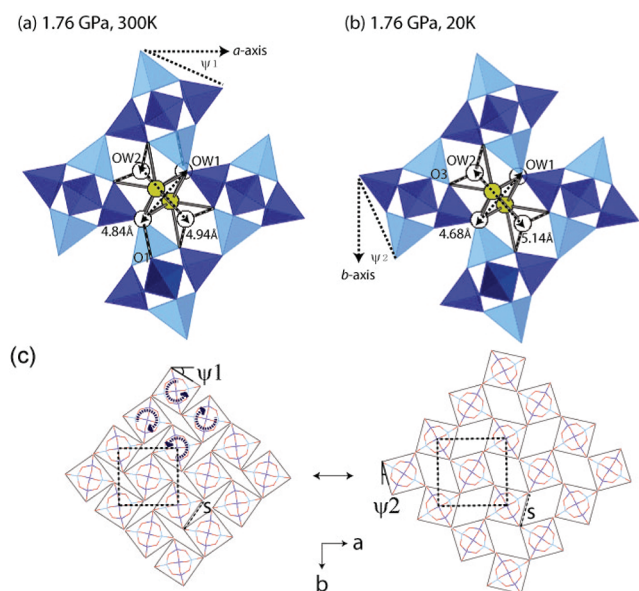 (a) 1.76 GPa, 300K
(b) 1.76 GPa, 20K
a-axis
ψ1
OW2
OW1
4.84Å
4.94Å
O1
OW2
OW1
O3
4.68Å
5.14Å
ψ2
b-axis
(c)
ψ1
s
ψ2
s
a
b